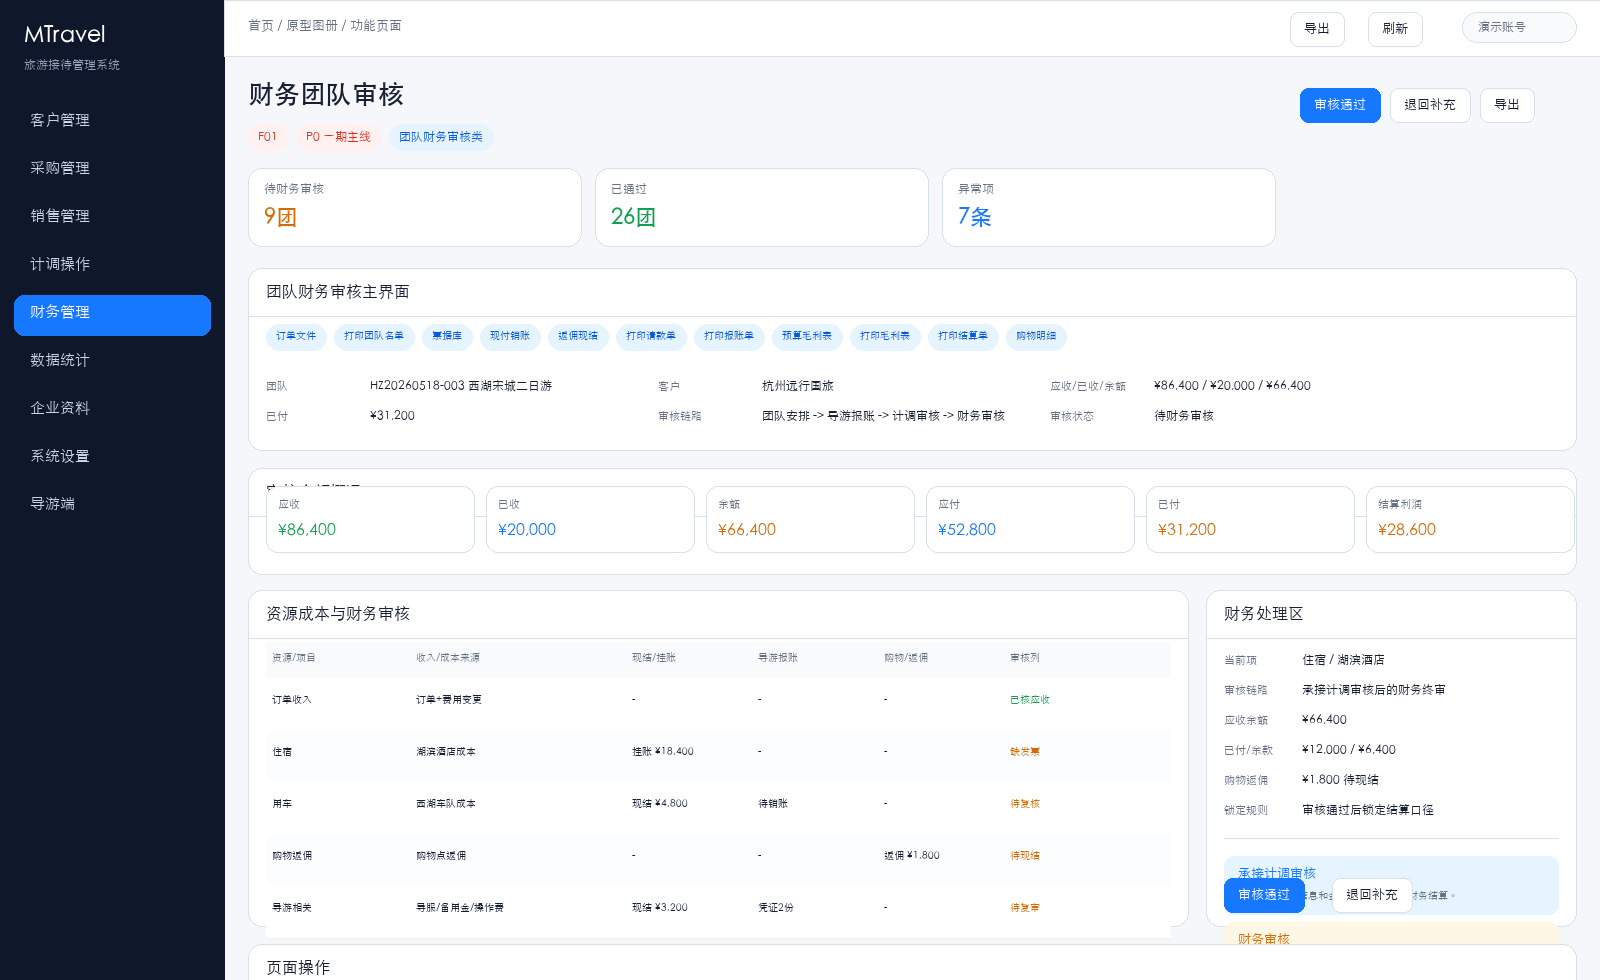 MTravel
旅游接待管理系统
客户管理
采购管理
销售管理
计调操作
财务管理
数据统计
企业资料
系统设置
导游端
首页 / 原型图册 / 功能页面
导出
刷新
演示账号
财务团队审核
审核通过
退回补充
导出
F01
P0 一期主线
团队财务审核类
待财务审核
9团
已通过
26团
异常项
7条
团队财务审核主界面
订单文件
打印团队名单
票据库
现付销账
返佣现结
打印请款单
打印报账单
预算毛利表
打印毛利表
打印结算单
购物明细
团队 HZ20260518-003 西湖宋城二日游
客户 杭州远行国旅
应收/已收/余额 ¥86,400 / ¥20,000 / ¥66,400
已付 ¥31,200
审核链路 团队安排 -> 导游报账 -> 计调审核 -> 财务审核
审核状态 待财务审核
应收
¥86,400
已收
¥20,000
余额
¥66,400
应付
¥52,800
已付
¥31,200
结算利润
¥28,600
资源成本与财务审核
资源/项目 收入/成本来源 现结/挂账 导游报账 购物/返佣 审核列
订单收入 订单+费用变更 - - - 已核应收
住宿 湖滨酒店成本 挂账 ¥18,400 - - 缺发票
用车 西湖车队成本 现结 ¥4,800 待销账 - 待复核
购物返佣 购物点返佣 - - 返佣 ¥1,800 待现结
导游相关 导服/备用金/操作费 现结 ¥3,200 凭证2份 待复审
财务处理区
当前项 住宿 / 湖滨酒店
审核链路 承接计调审核后的财务终审
应收余额 ¥66,400
已付/余款 ¥12,000 / ¥6,400
购物返佣 ¥1,800 待现结
锁定规则 审核通过后锁定结算口径
承接计调审核
审核通过
息和
退回补充
财务结算。
财务审核
页面操作